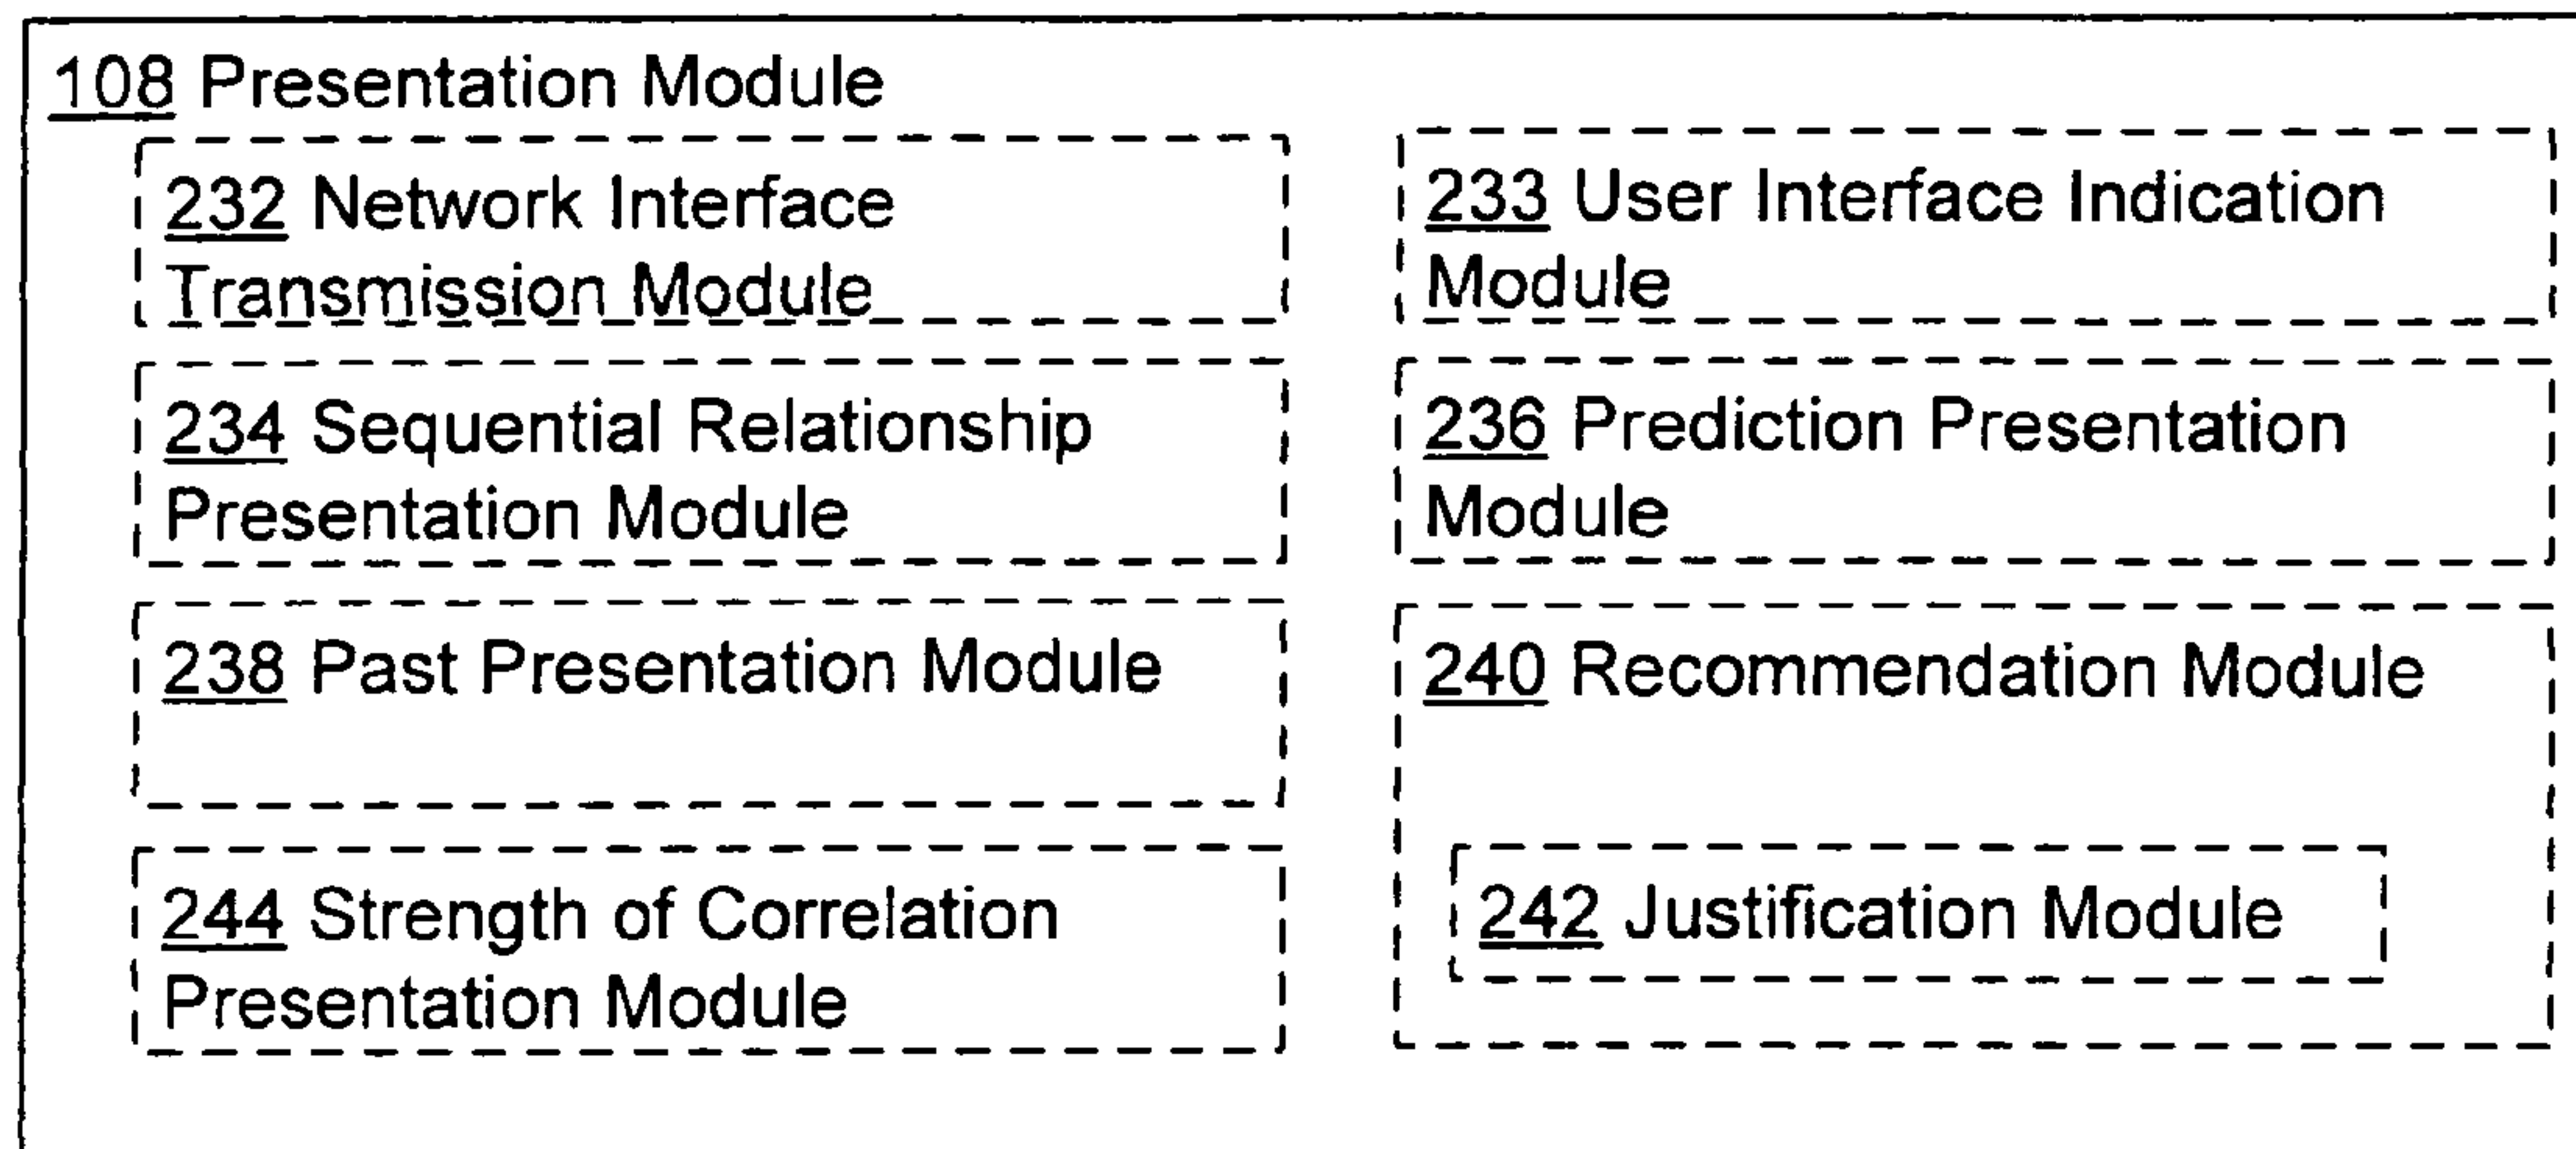 108 Presentation Module
232 Network Interface
Transmission Module
233 User Interface Indication
Module
234 Sequential Relationship
Presentation Module
236 Prediction Presentation
Module
238 Past Presentation Module
240 Recommendation Module
244 Strength of Correlation
Presentation Module
242 Justification Module